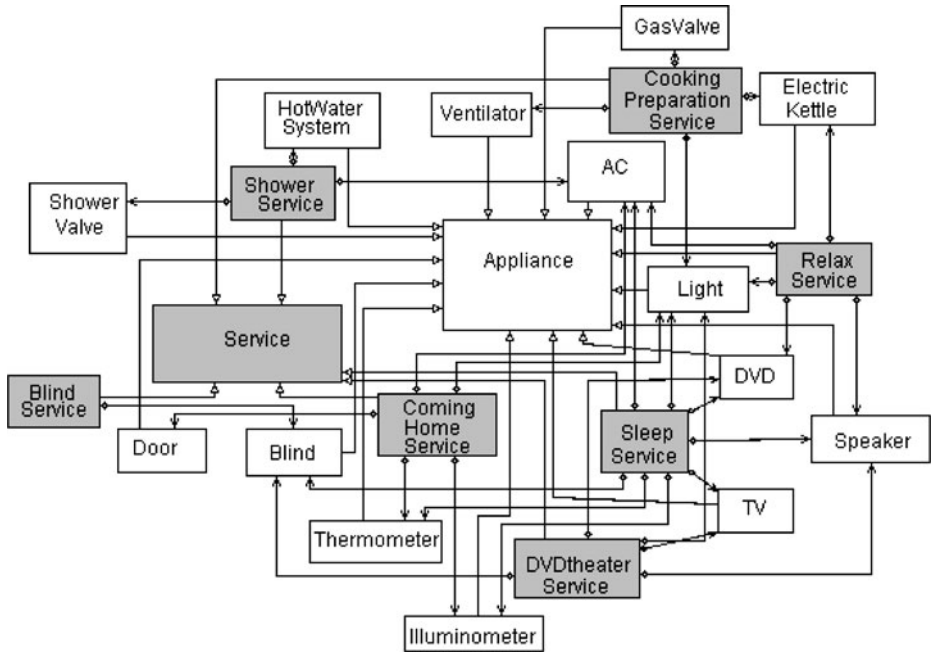 GasValve
Cooking
Preparation
Service
Electric
Kettle
HotWater
System
Ventilator
AC
Shower
Service
Shower
Valve
Appliance
Relax
Service
Light
Service
DVD
Blind
Service
Coming
Home
Service
Sleep
Service
Speaker
Door
Blind
TV
Thermometer
DVDtheater
Service
Illuminometer